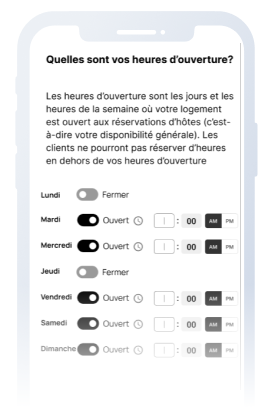 Quelles sont vos heures d'ouverture?
Les heures d'ouverture sont les jours et les
heures de la semaine où votre logement
est ouvert aux réservations d'hôtes (c'est-
à-dire votre disponibilité générale). Les
clients ne pourront pas réserver d'heures
en dehors de vos heures d'ouverture
Lundi Fermer
Mardi Ouvert : 00 AM PM
Mercredi Ouvert : 00 AM PM
Jeudi Fermer
Vendredi Ouvert : 00 AM PM
Samedi Ouvert : 00 AM PM
Dimanche Ouvert : 00 AM PM